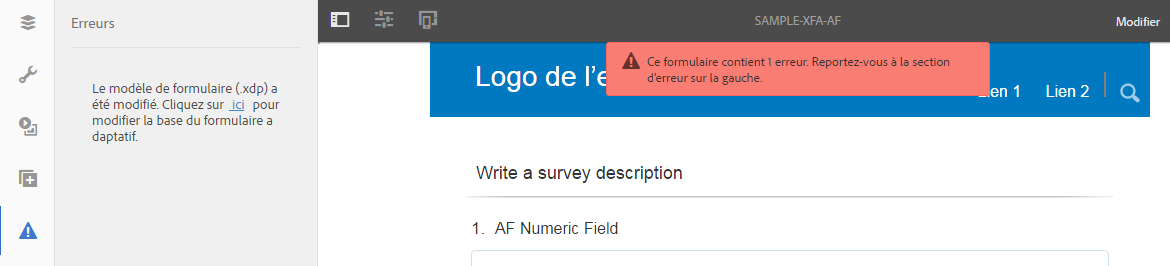 Erreurs
Le modèle de formulaire (.xdp) a
été modifié. Cliquez sur ici pour
modifier la base du formulaire a
daptatif.
SAMPLE-XFA-AF
Modifier
Ce formulaire contient 1 erreur. Reportez-vous à la section
d'erreur sur la gauche.
Logo de l'e
Lien 1
Lien 2
Write a survey description
1. AF Numeric Field